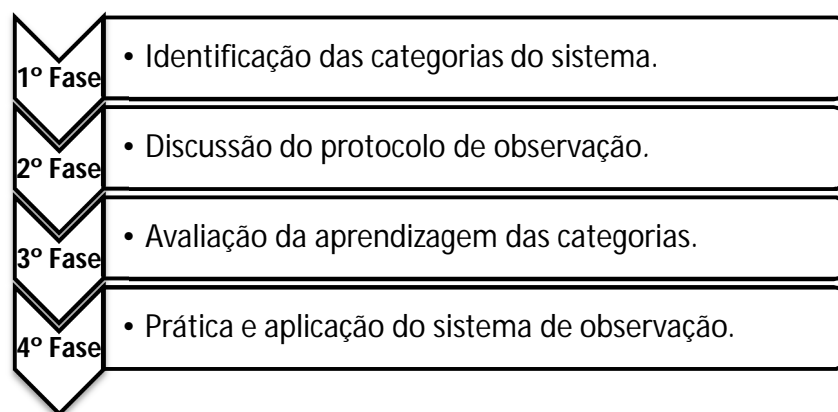 1º Fase
• Identificação das categorias do sistema.
2º Fase
• Discussão do protocolo de observação.
3º Fase
• Avaliação da aprendizagem das categorias.
4º Fase
• Prática e aplicação do sistema de observação.